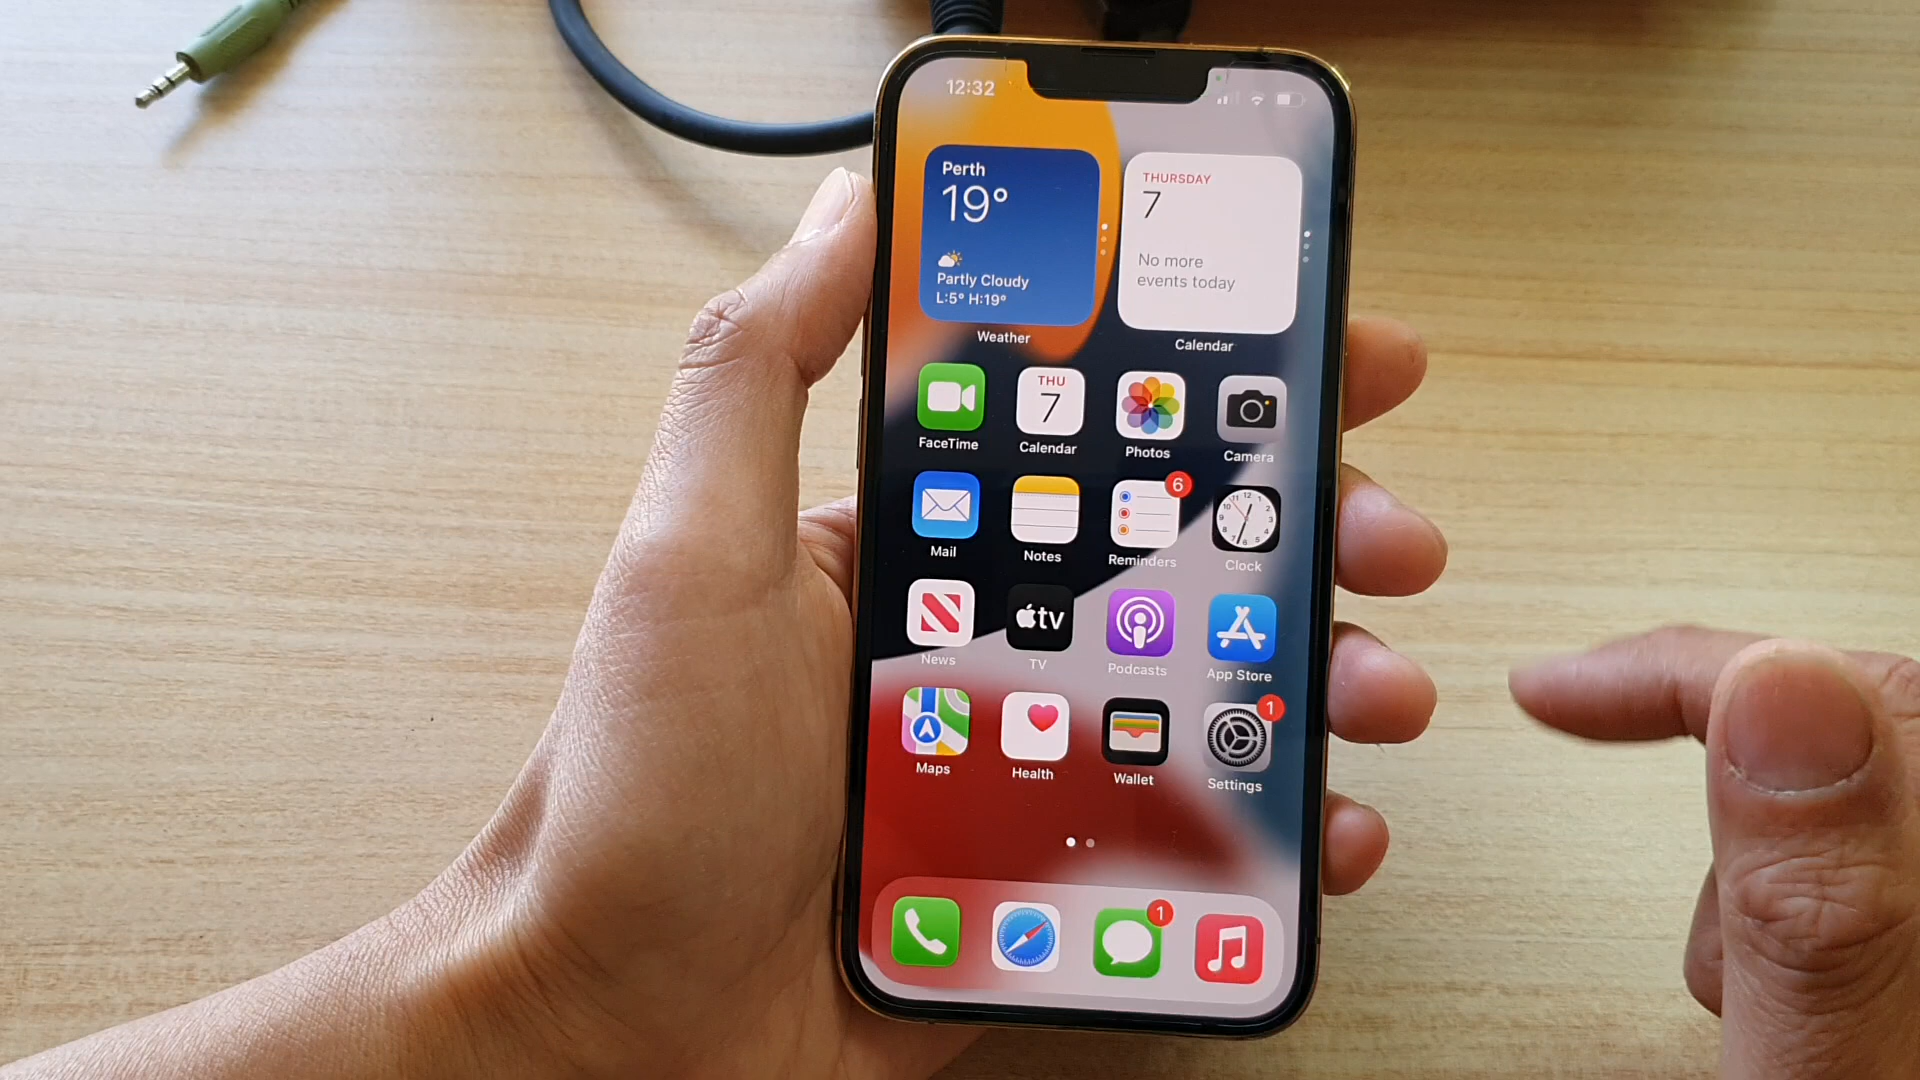 12:32
Perth
19°
Partly Cloudy
L:5° H:19°
Weather
THURSDAY
7
No more
events today
Calendar
FaceTime
THU
7
Calendar
Photos
Camera
Mail
Notes
6
Reminders
Clock
News
tv
TV
Podcasts
App Store
Maps
Health
Wallet
1
Settings
1